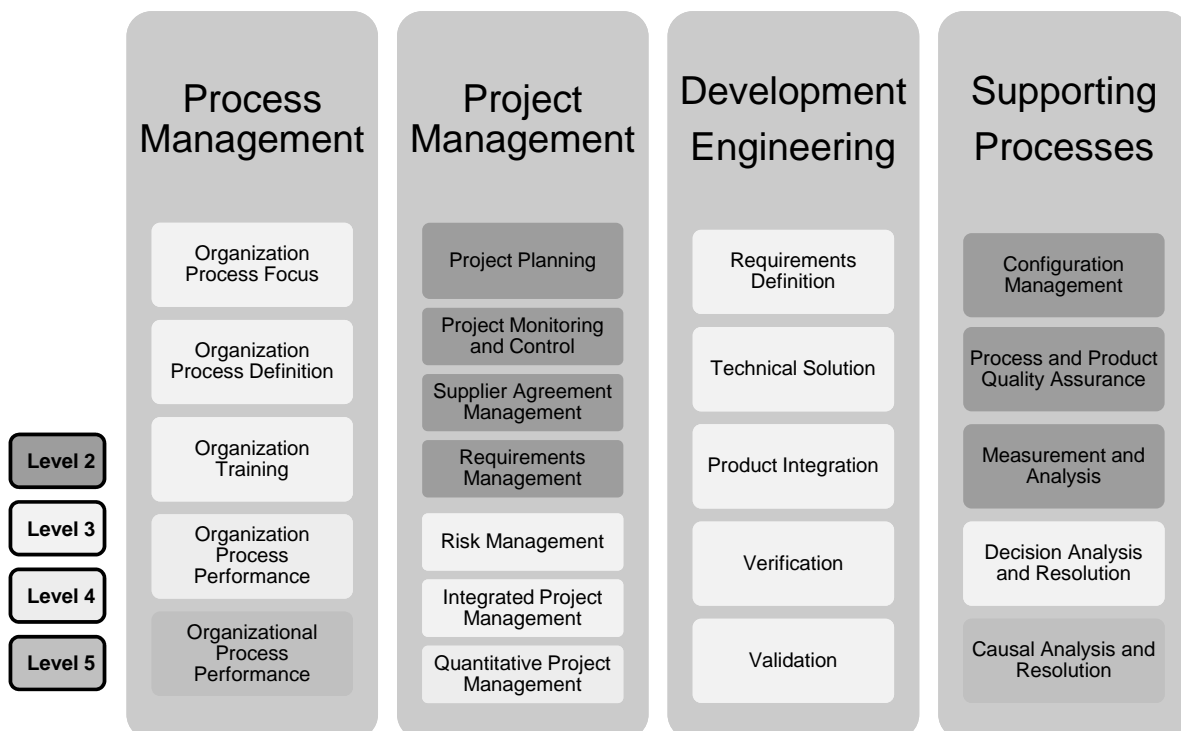 Process
Management
Organization
Process Focus
Organization
Process Definition
Organization
Training
Organization
Process
Performance
Organizational
Process
Performance
Project
Management
Project Planning
Project Monitoring
and Control
Supplier Agreement
Management
Requirements
Management
Risk Management
Integrated Project
Management
Quantitative Project
Management
Development
Engineering
Requirements
Definition
Technical Solution
Product Integration
Verification
Validation
Supporting
Processes
Configuration
Management
Process and Product
Quality Assurance
Measurement and
Analysis
Decision Analysis
and Resolution
Causal Analysis and
Resolution
Level 2
Level 3
Level 4
Level 5